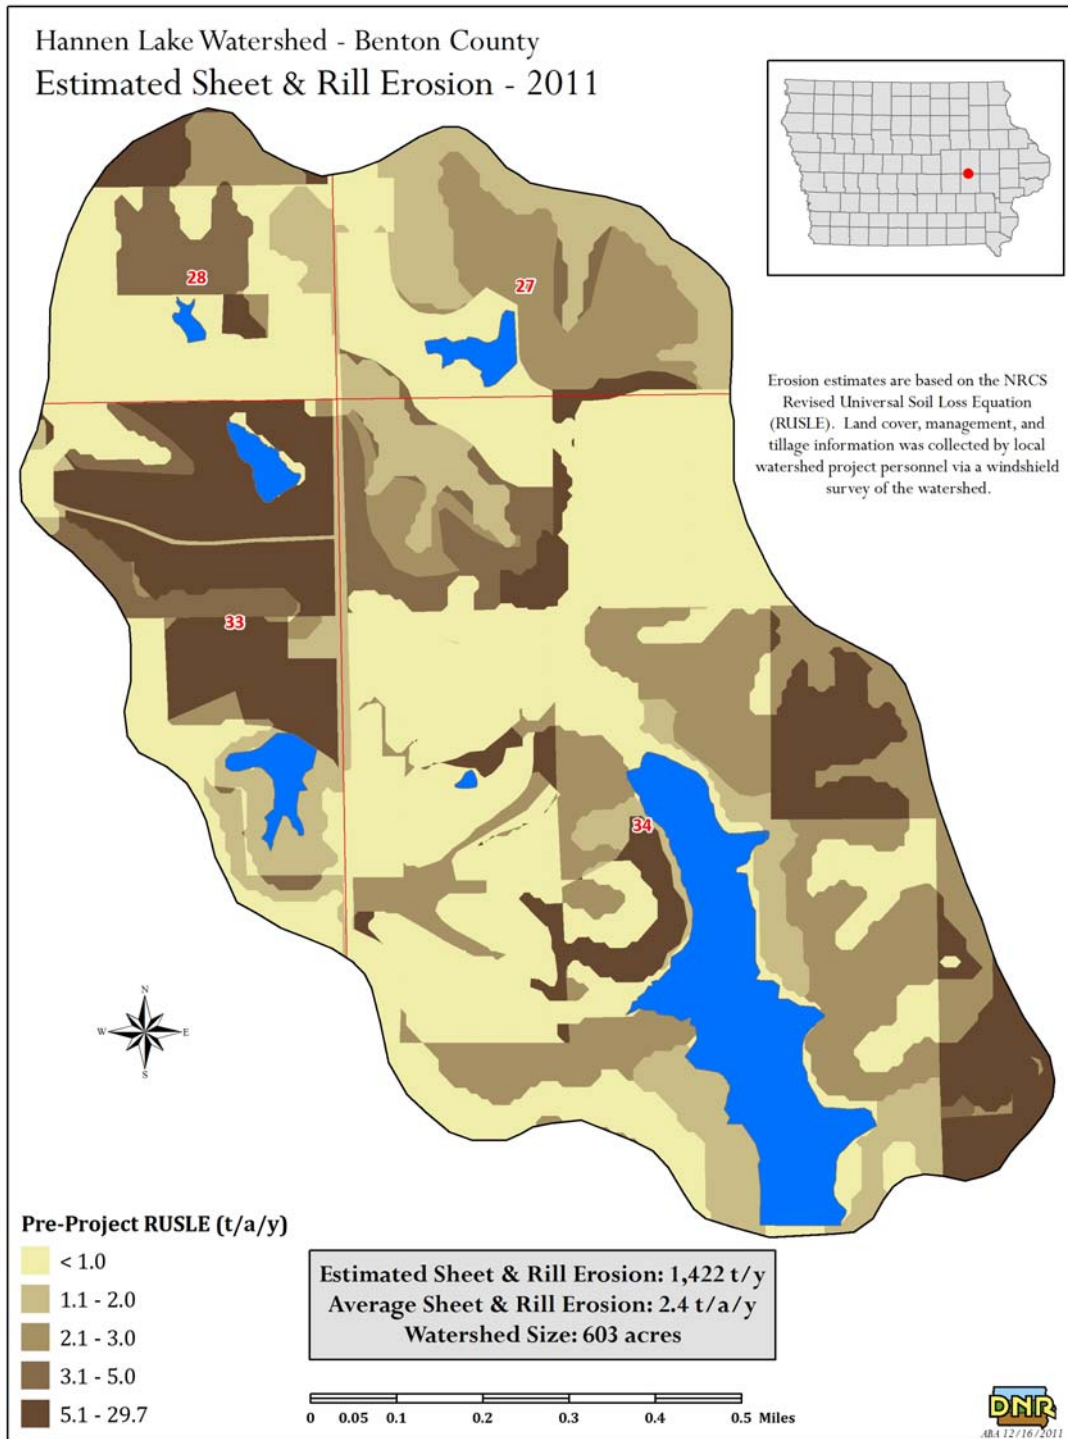 Hannen Lake Watershed - Benton County
Estimated Sheet & Rill Erosion - 2011
28
27
Erosion estimates are based on the NRCS
Revised Universal Soil Loss Equation
(RUSLE). Land cover, management, and
tillage information was collected by local
watershed project personnel via a windshield
survey of the watershed.
33
34
N
W E
S
Pre-Project RUSLE (t/a/y)
< 1.0
1.1 - 2.0
2.1 - 3.0
3.1 - 5.0
5.1 - 29.7
Estimated Sheet & Rill Erosion: 1,422 t/y
Average Sheet & Rill Erosion: 2.4 t/a/y
Watershed Size: 603 acres
0 0.05 0.1 0.2 0.3 0.4 0.5 Miles
DNR
ABA 12/16/2011